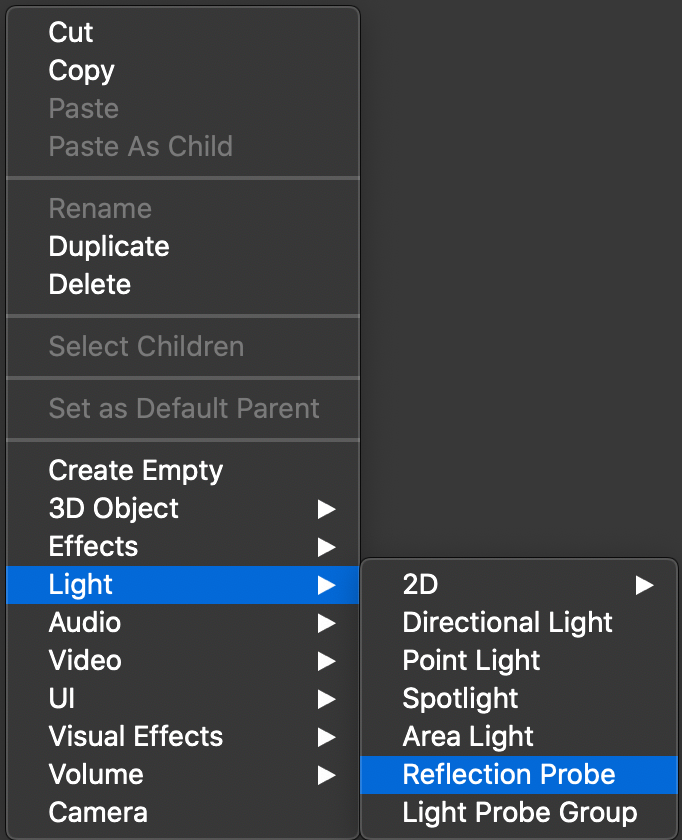 Cut
Copy
Paste
Paste As Child
Rename
Duplicate
Delete
Select Children
Set as Default Parent
Create Empty
3D Object
Effects
Light
Audio
Video
UI
Visual Effects
Volume
Camera
2D
Directional Light
Point Light
Spotlight
Area Light
Reflection Probe
Light Probe Group